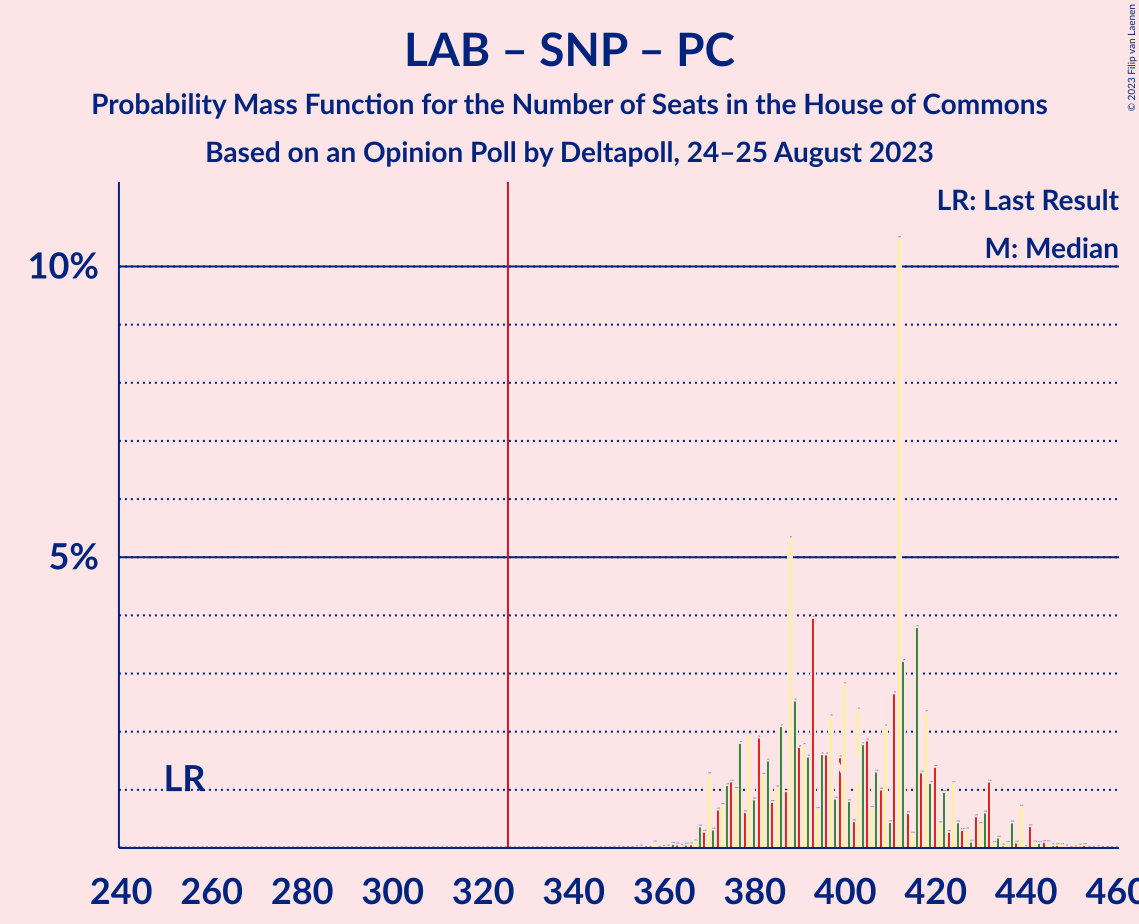 LAB – SNP – PC
Probability Mass Function for the Number of Seats in the House of Commons
Based on an Opinion Poll by Deltapoll, 24–25 August 2023
© 2023 Filip van Laenen
LR: Last Result
M: Median
10%
5%
LR
240 260 280 300 320 340 360 380 400 420 440 460